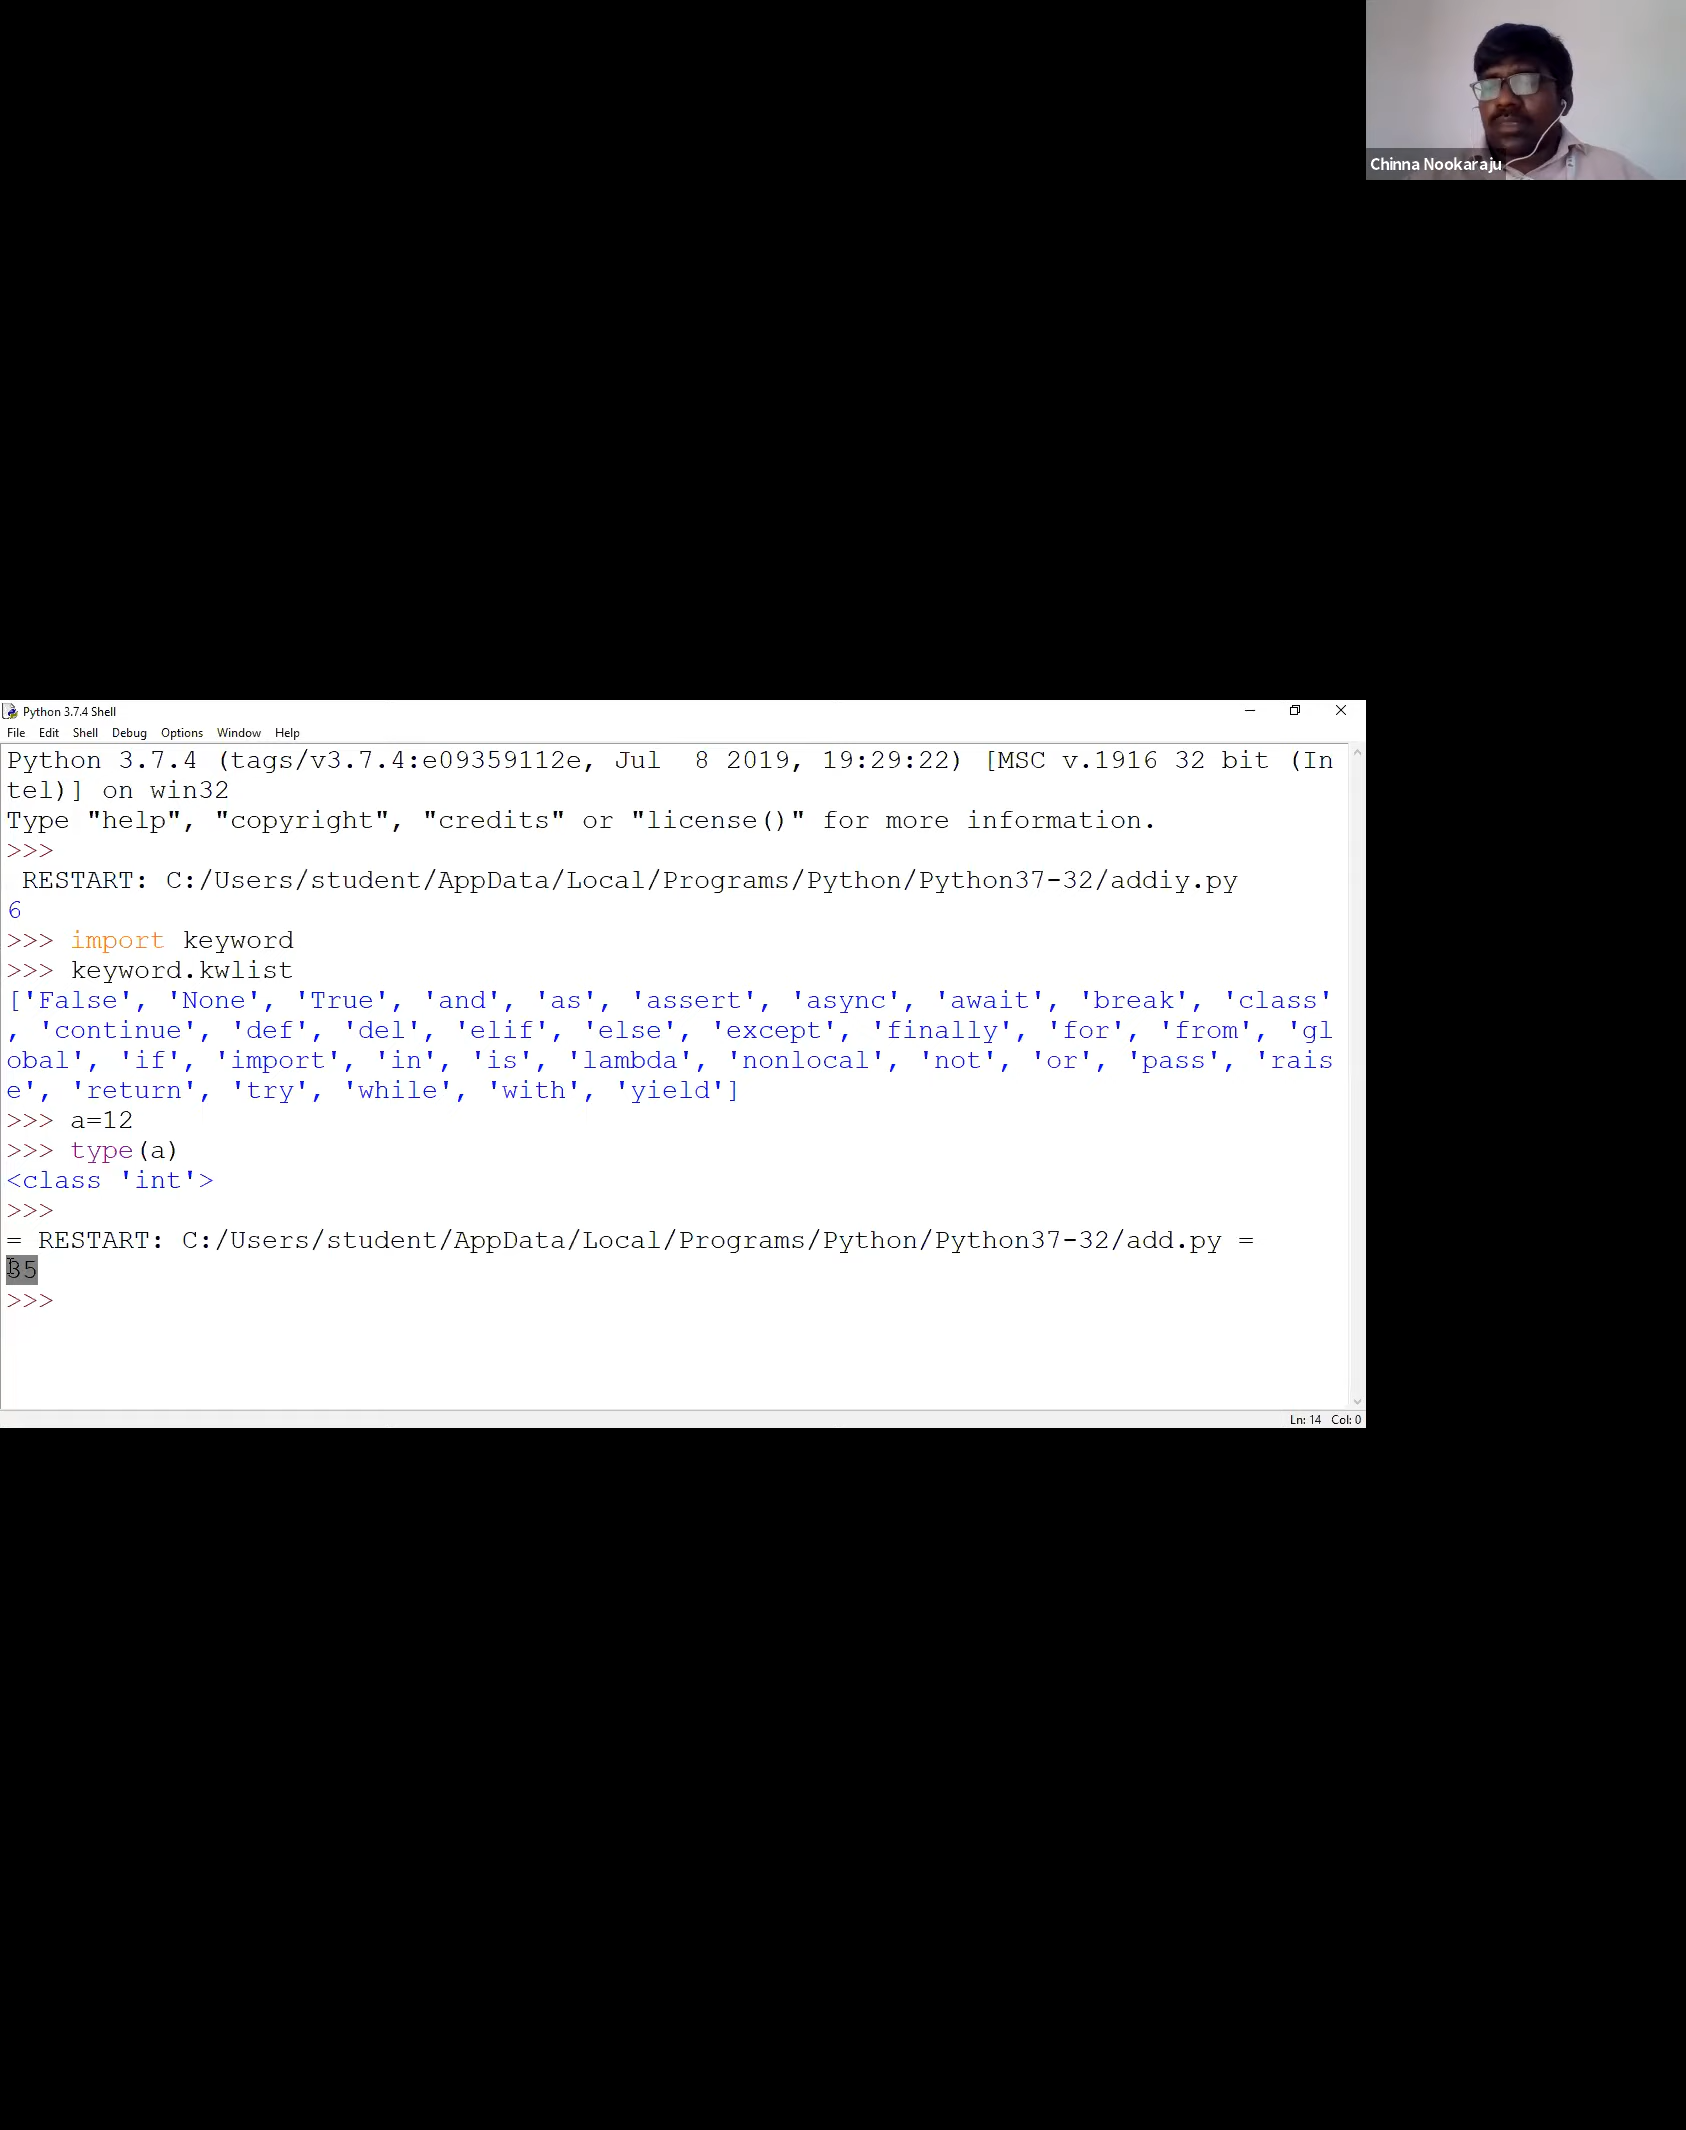 Chinna Nookaraju
Python 3.7.4 Shell
File Edit Shell Debug Options Window Help
Python 3.7.4 (tags/v3.7.4:e09359112e, Jul  8 2019, 19:29:22) [MSC v.1916 32 bit (In
tel)] on win32
Type "help", "copyright", "credits" or "license()" for more information.
>>>
 RESTART: C:/Users/student/AppData/Local/Programs/Python/Python37-32/addiy.py
6
>>> import keyword
>>> keyword.kwlist
['False', 'None', 'True', 'and', 'as', 'assert', 'async', 'await', 'break', 'class'
, 'continue', 'def', 'del', 'elif', 'else', 'except', 'finally', 'for', 'from', 'gl
obal', 'if', 'import', 'in', 'is', 'lambda', 'nonlocal', 'not', 'or', 'pass', 'rais
e', 'return', 'try', 'while', 'with', 'yield']
>>> a=12
>>> type(a)
<class 'int'>
>>>
= RESTART: C:/Users/student/AppData/Local/Programs/Python/Python37-32/add.py =
35
>>>
Ln: 14 Col: 0